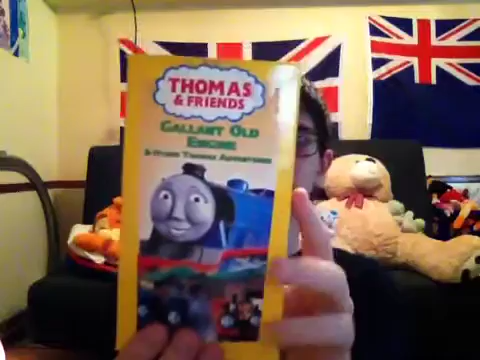 THOMAS
& FRIENDS
GALLANT OLD
ENGINE
& OTHER THOMAS ADVENTURES